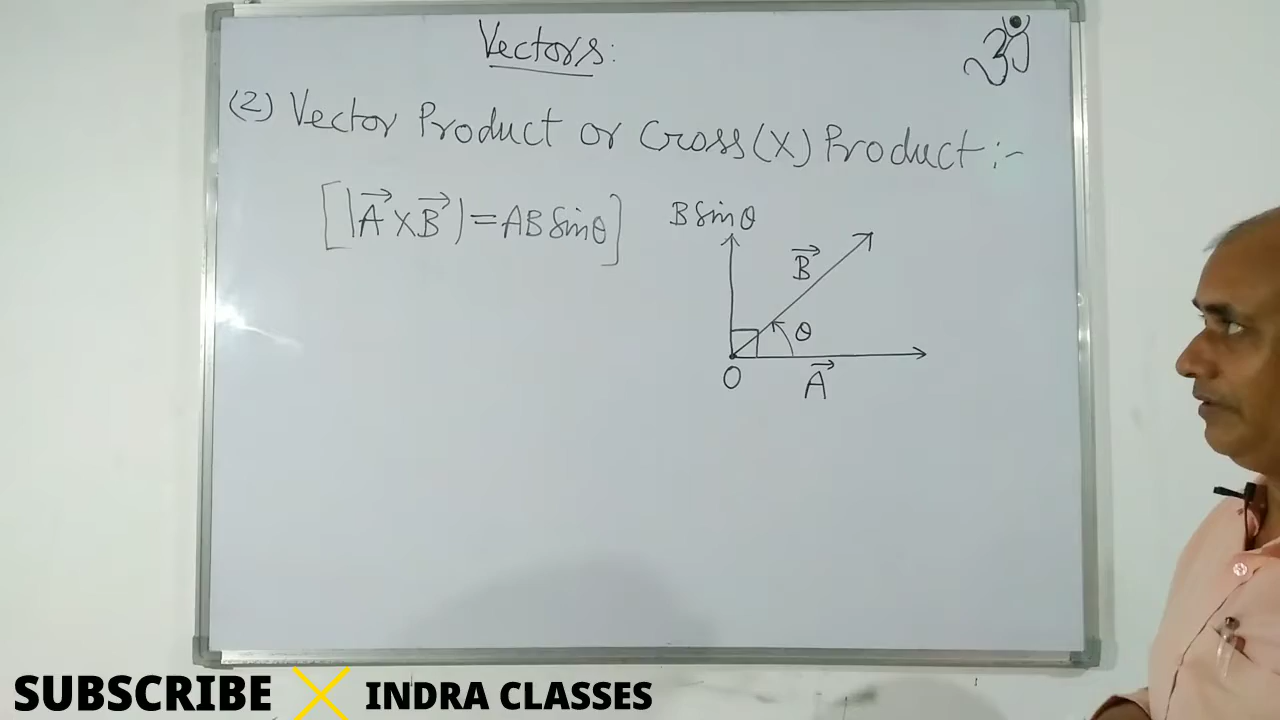 Vectors:
ॐ
(2) Vector Product or Cross(X) Product :-
[|A⃗ X B⃗| = AB Sinθ]
B Sinθ
B⃗
θ
O
A⃗
SUBSCRIBE INDRA CLASSES